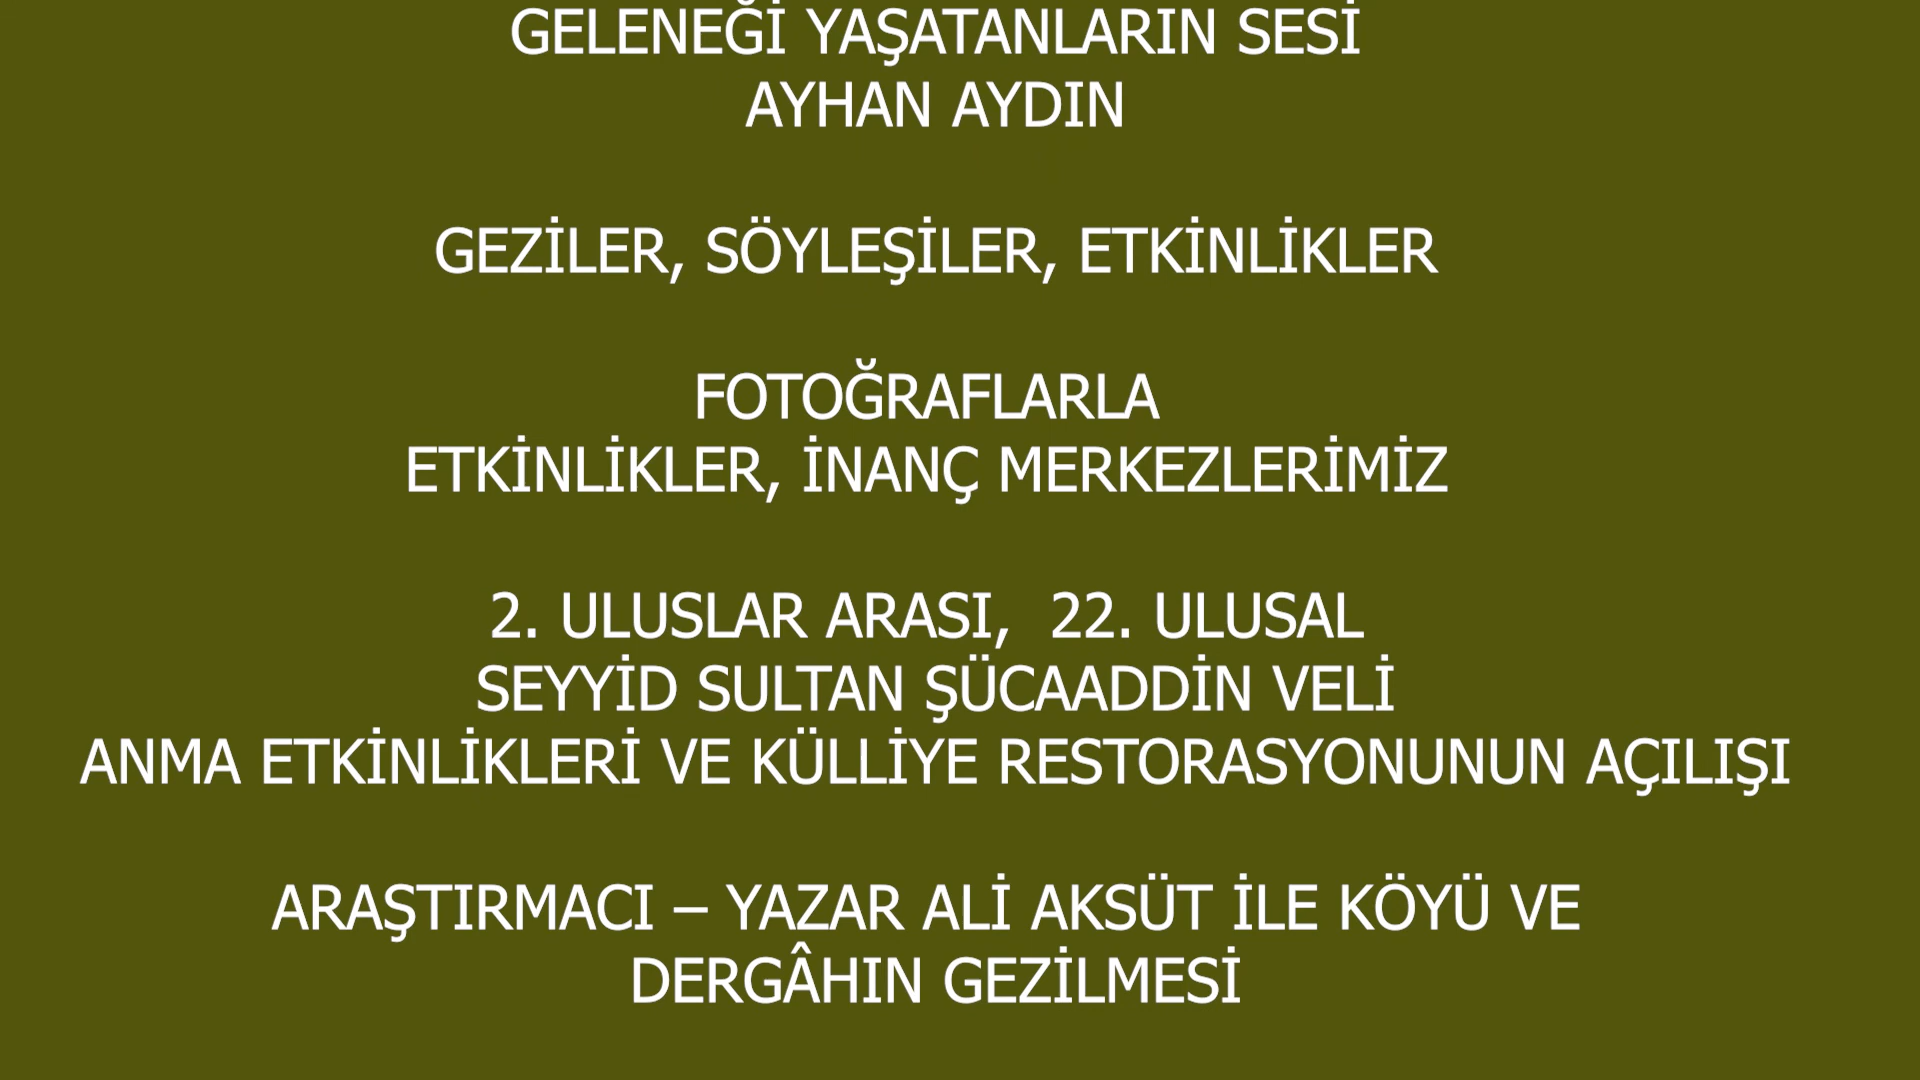 GELENEĞİ YAŞATANLARIN SESİ
AYHAN AYDIN
GEZİLER, SÖYLEŞİLER, ETKİNLİKLER
FOTOĞRAFLARLA
ETKİNLİKLER, İNANÇ MERKEZLERİMİZ
2. ULUSLAR ARASI,  22. ULUSAL
SEYYİD SULTAN ŞÜCAADDİN VELİ
ANMA ETKİNLİKLERİ VE KÜLLİYE RESTORASYONUNUN AÇILIŞI
ARAŞTIRMACI – YAZAR ALİ AKSÜT İLE KÖYÜ VE
DERGÂHIN GEZİLMESİ